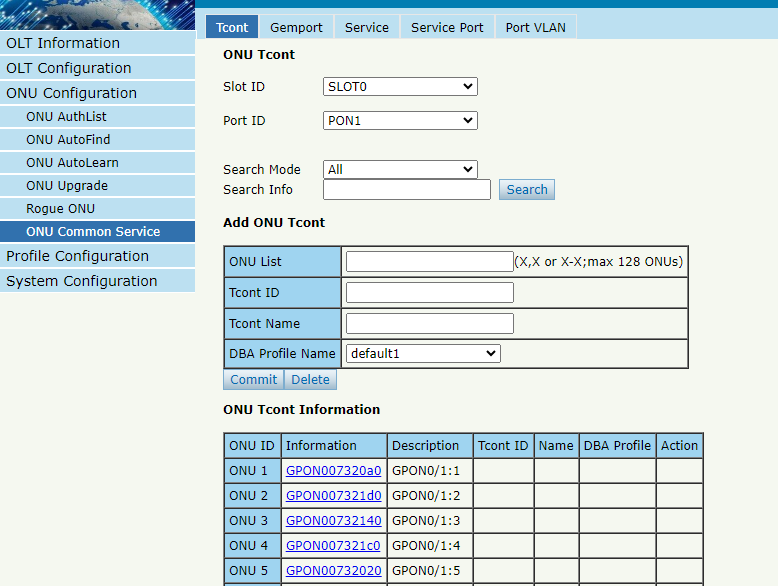 Tcont Gemport Service Service Port Port VLAN
OLT Information
OLT Configuration
ONU Configuration
ONU AuthList
ONU AutoFind
ONU AutoLearn
ONU Upgrade
Rogue ONU
ONU Common Service
Profile Configuration
System Configuration
ONU Tcont
Slot ID SLOT0
Port ID PON1
Search Mode All
Search Info Search
Add ONU Tcont
ONU List (X,X or X-X;max 128 ONUs)
Tcont ID
Tcont Name
DBA Profile Name default1
Commit Delete
ONU Tcont Information
ONU ID Information Description Tcont ID Name DBA Profile Action
ONU 1 GPON007320a0 GPON0/1:1
ONU 2 GPON007321d0 GPON0/1:2
ONU 3 GPON00732140 GPON0/1:3
ONU 4 GPON007321c0 GPON0/1:4
ONU 5 GPON00732020 GPON0/1:5